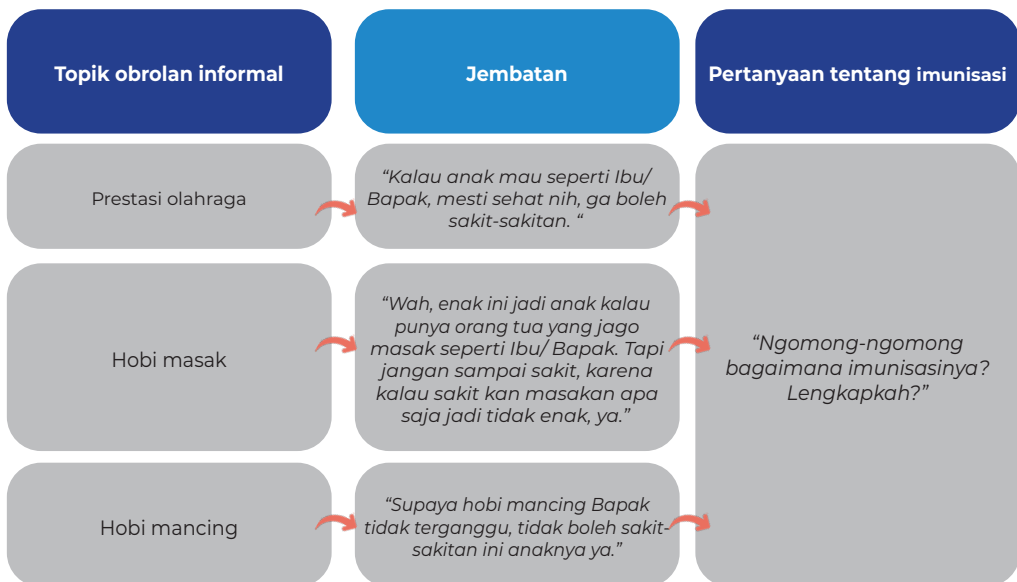 Topik obrolan informal
Jembatan
Pertanyaan tentang imunisasi
Prestasi olahraga
“Kalau anak mau seperti Ibu/
Bapak, mesti sehat nih, ga boleh
sakit-sakitan. “
Hobi masak
“Wah, enak ini jadi anak kalau
punya orang tua yang jago
masak seperti Ibu/ Bapak. Tapi
jangan sampai sakit, karena
kalau sakit kan masakan apa
saja jadi tidak enak, ya.”
“Ngomong-ngomong
bagaimana imunisasinya?
Lengkapkah?”
Hobi mancing
“Supaya hobi mancing Bapak
tidak terganggu, tidak boleh sakit-
sakitan ini anaknya ya.”